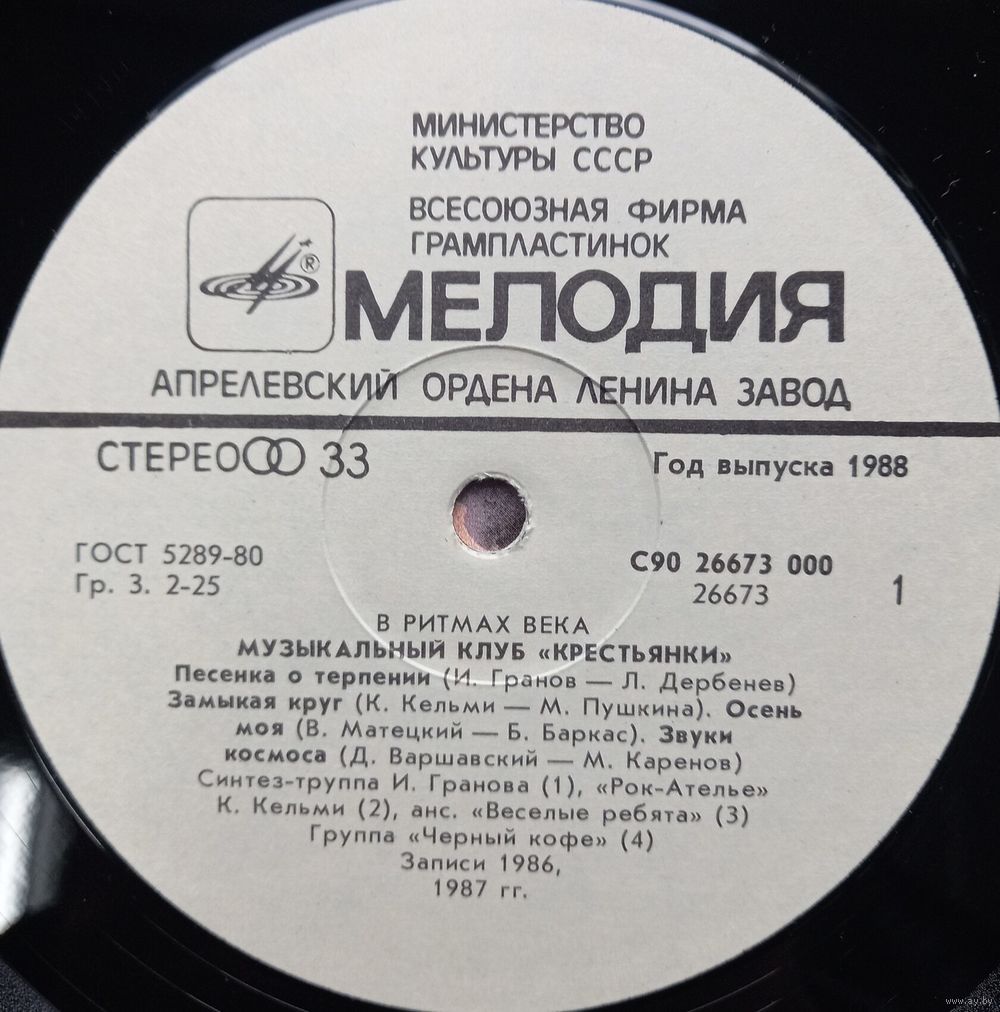 МИНИСТЕРСТВО
КУЛЬТУРЫ СССР
ВСЕСОЮЗНАЯ ФИРМА
ГРАМПЛАСТИНОК
®
МЕЛОДИЯ
АПРЕЛЕВСКИЙ ОРДЕНА ЛЕНИНА ЗАВОД
СТЕРЕО 33
Год выпуска 1988
ГОСТ 5289-80
Гр. 3. 2-25
С90 26673 000
26673
1
В РИТМАХ ВЕКА
МУЗЫКАЛЬНЫЙ КЛУБ «КРЕСТЬЯНКИ»
Песенка о терпении (И. Гранов — Л. Дербенев)
Замыкая круг (К. Кельми — М. Пушкина). Осень
моя (В. Матецкий — Б. Баркас). Звуки
космоса (Д. Варшавский — М. Каренов)
Синтез-труппа И. Гранова (1), «Рок-Ателье»
К. Кельми (2), анс. «Веселые ребята» (3)
Группа «Черный кофе» (4)
Записи 1986,
1987 гг.
www.ay.by